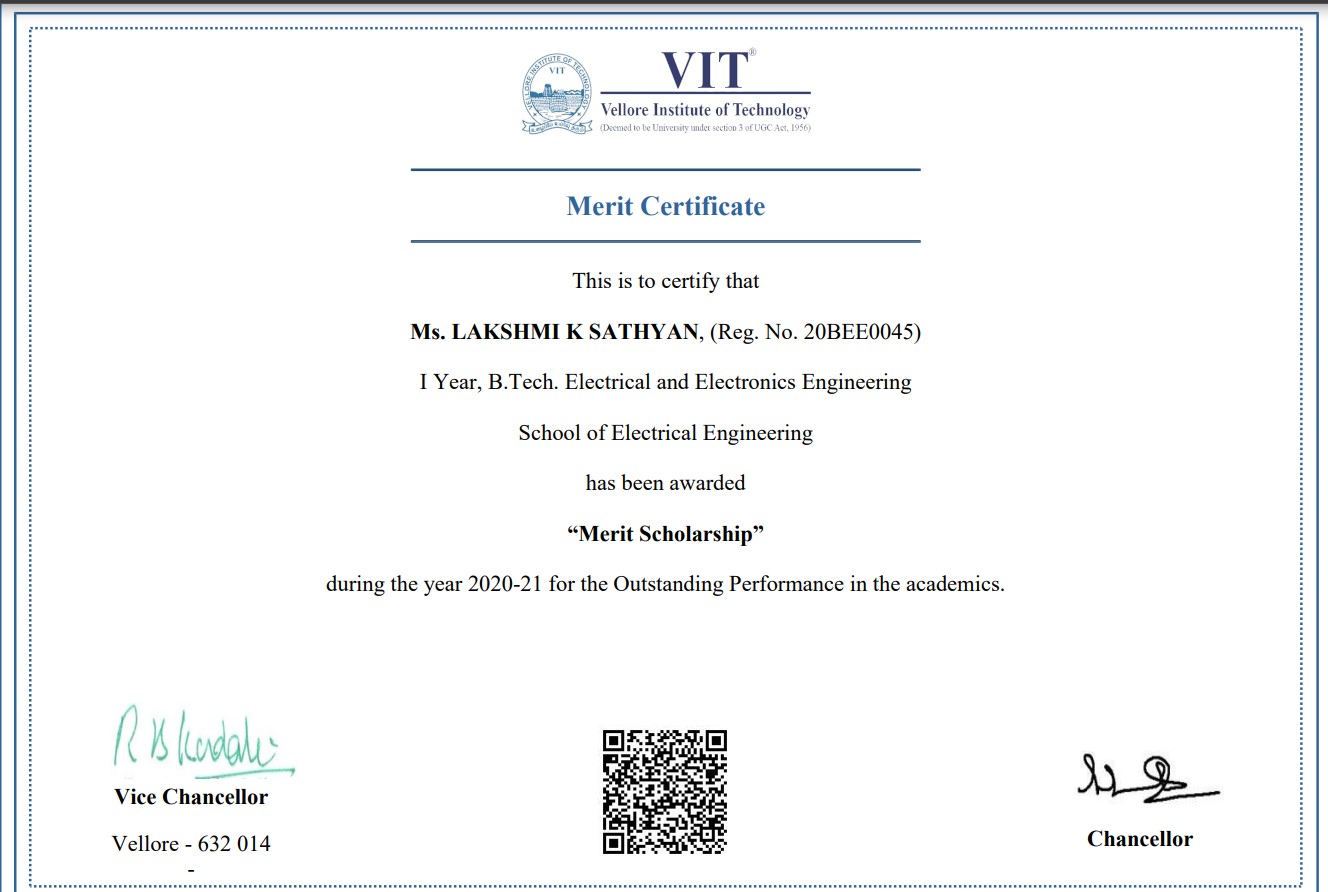 VELLORE INSTITUTE OF TECHNOLOGY
VIT
VIT®
Vellore Institute of Technology
(Deemed to be University under section 3 of UGC Act, 1956)
Merit Certificate
This is to certify that
Ms. LAKSHMI K SATHYAN, (Reg. No. 20BEE0045)
I Year, B.Tech. Electrical and Electronics Engineering
School of Electrical Engineering
has been awarded
“Merit Scholarship”
during the year 2020-21 for the Outstanding Performance in the academics.
Vice Chancellor
Vellore - 632 014
-
Chancellor